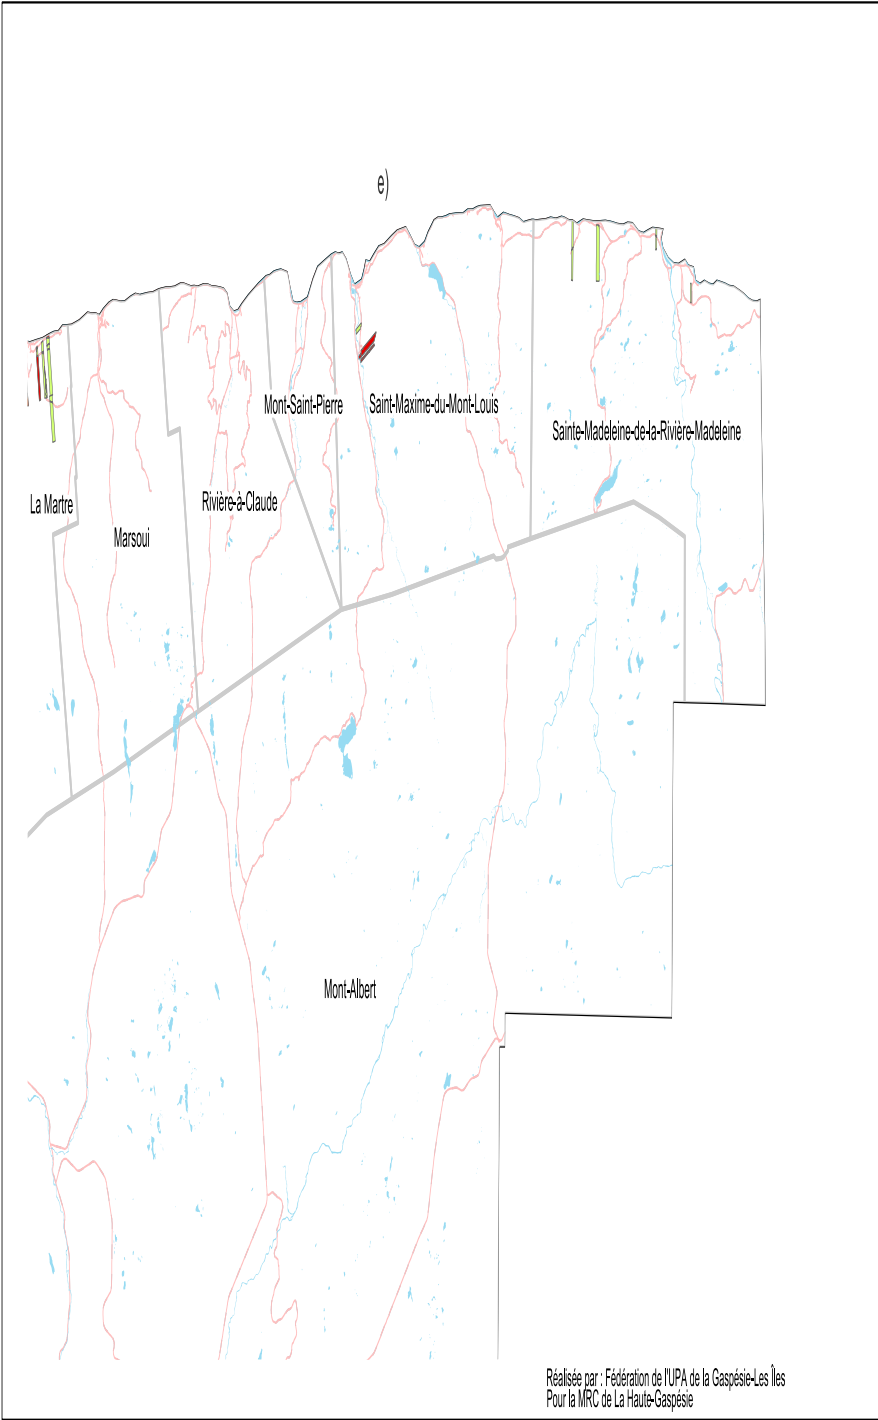 e)
Mont-Saint-Pierre
Saint-Maxime-du-Mont-Louis
Sainte-Madeleine-de-la-Rivière-Madeleine
La Martre
Rivière-à-Claude
Marsoui
Mont-Albert
Réalisée par : Fédération de l'UPA de la Gaspésie-Les Îles
Pour la MRC de La Haute-Gaspésie